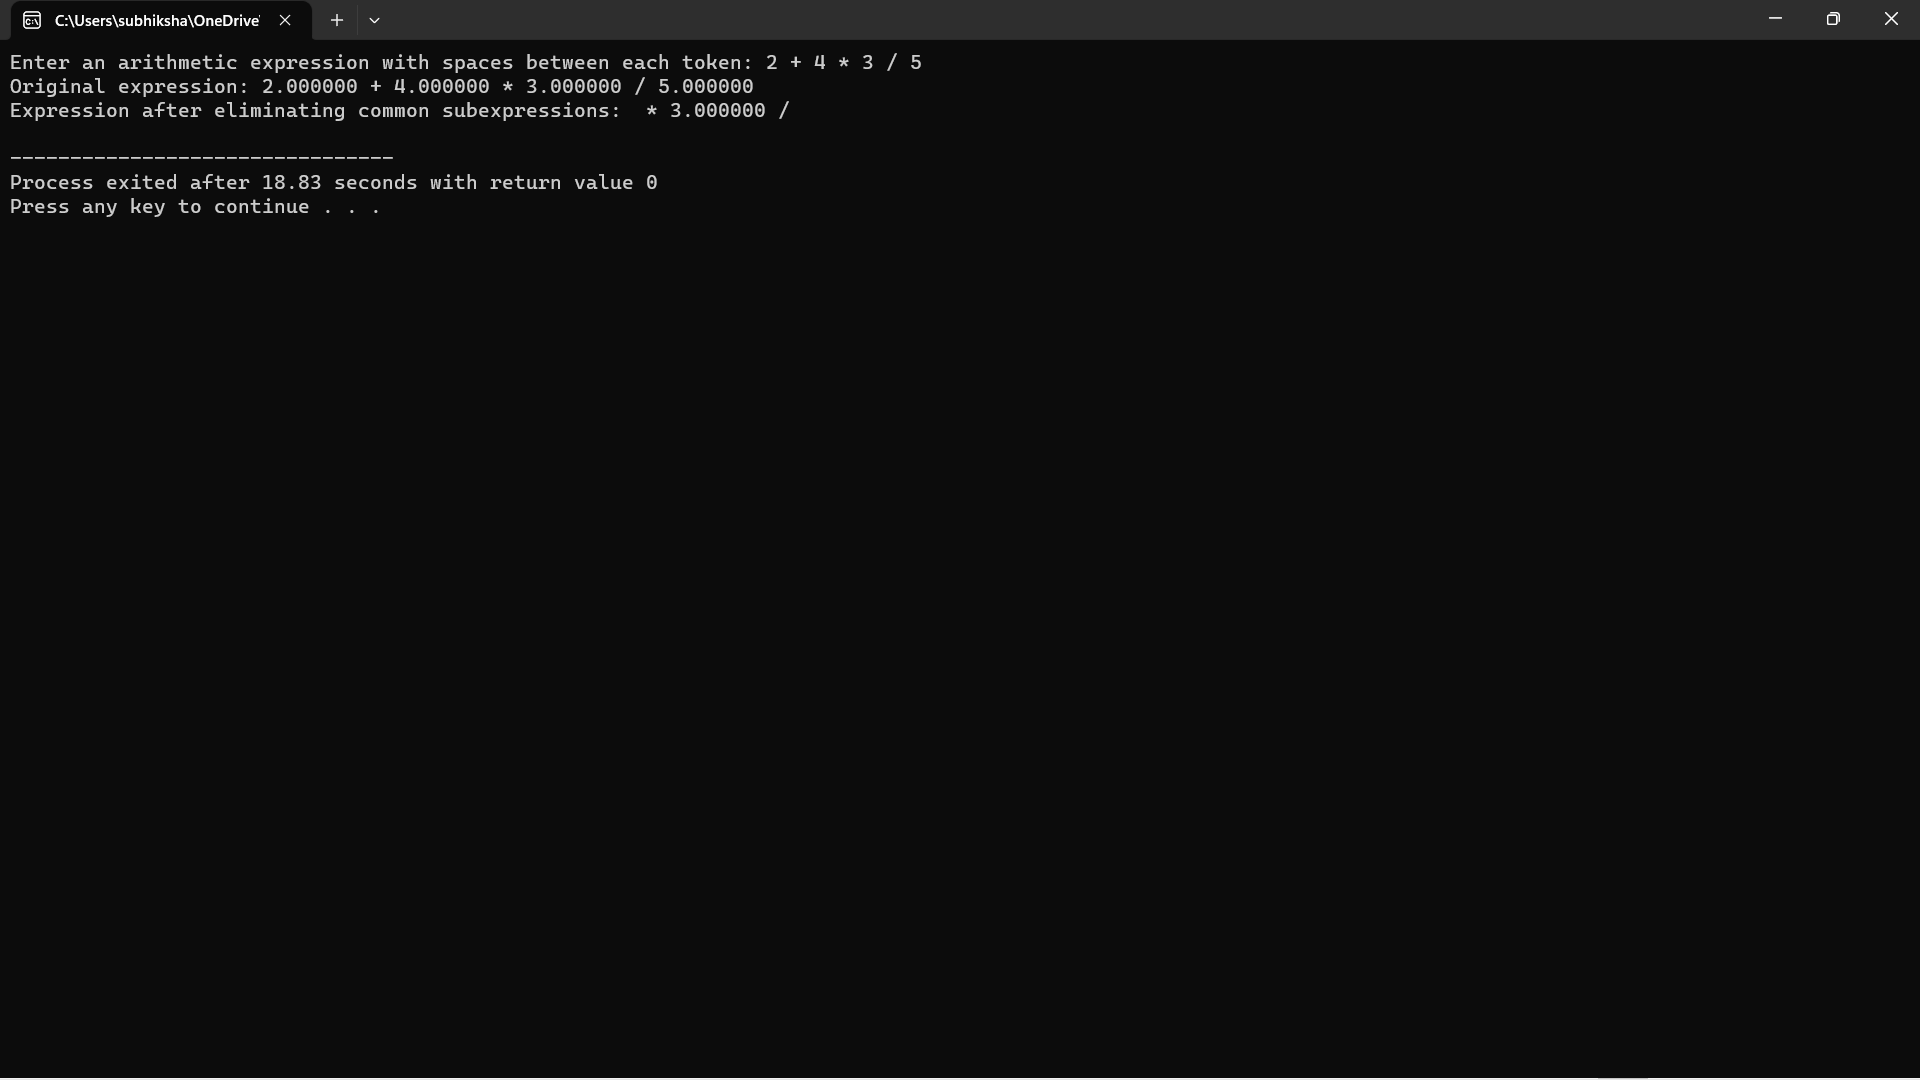 C:\Users\subhiksha\OneDrive
Enter an arithmetic expression with spaces between each token: 2 + 4 * 3 / 5
Original expression: 2.000000 + 4.000000 * 3.000000 / 5.000000
Expression after eliminating common subexpressions:  * 3.000000 /
--------------------------------
Process exited after 18.83 seconds with return value 0
Press any key to continue . . .